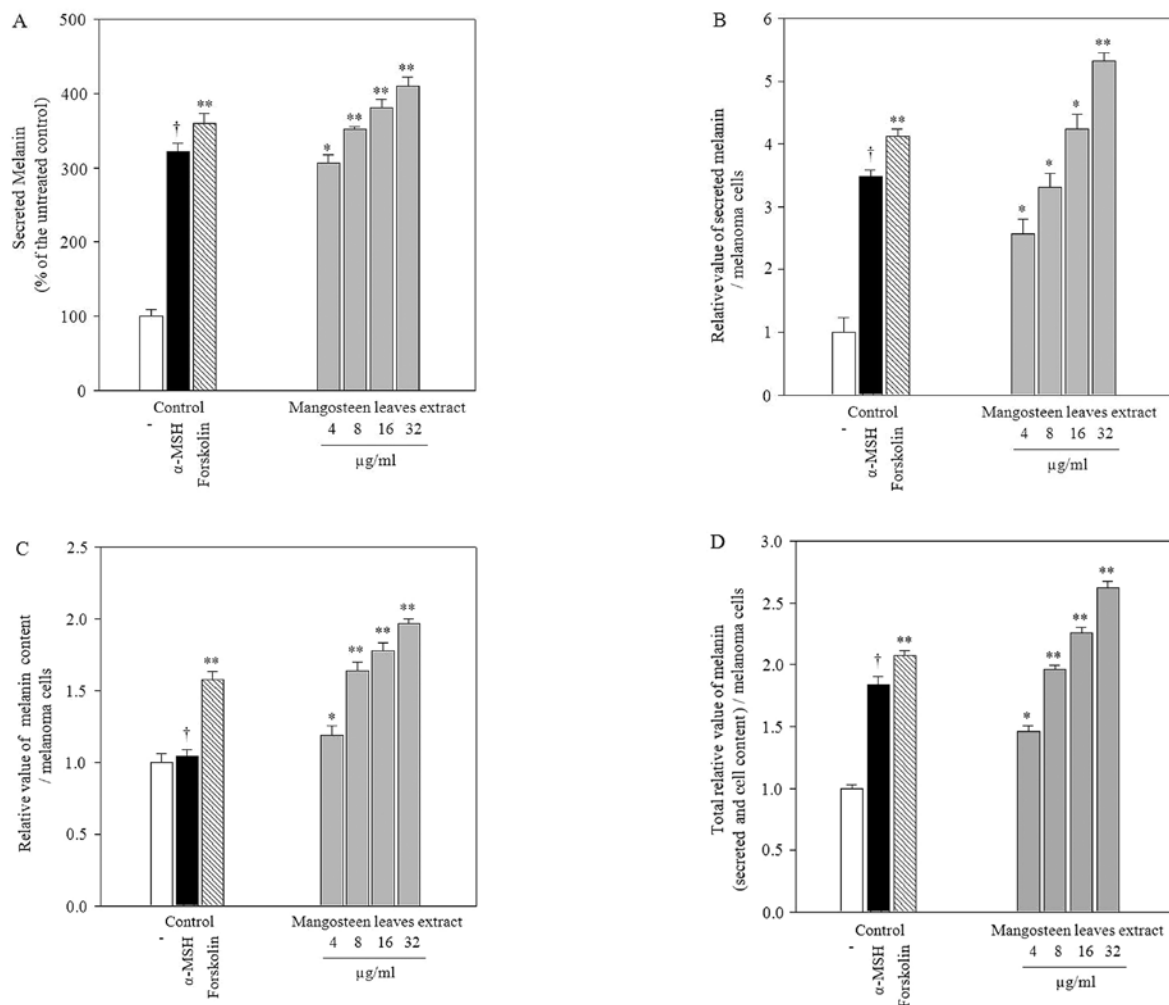 A
Secreted Melanin
(% of the untreated control)
500
400
300
200
100
0
†
**
*
**
**
**
Control
Mangosteen leaves extract
-
α-MSH
Forskolin
4 8 16 32
µg/ml
B
Relative value of secreted melanin
/ melanoma cells
6
5
4
3
2
1
0
†
**
*
*
*
**
Control
Mangosteen leaves extract
-
α-MSH
Forskolin
4 8 16 32
µg/ml
C
Relative value of melanin content
/ melanoma cells
2.5
2.0
1.5
1.0
0.5
0.0
†
**
*
**
**
**
Control
Mangosteen leaves extract
-
α-MSH
Forskolin
4 8 16 32
µg/ml
D
Total relative value of melanin
(secreted and cell content) / melanoma cells
3.0
2.5
2.0
1.5
1.0
0.5
0.0
†
**
*
**
**
**
Control
Mangosteen leaves extract
-
α-MSH
Forskolin
4 8 16 32
µg/ml